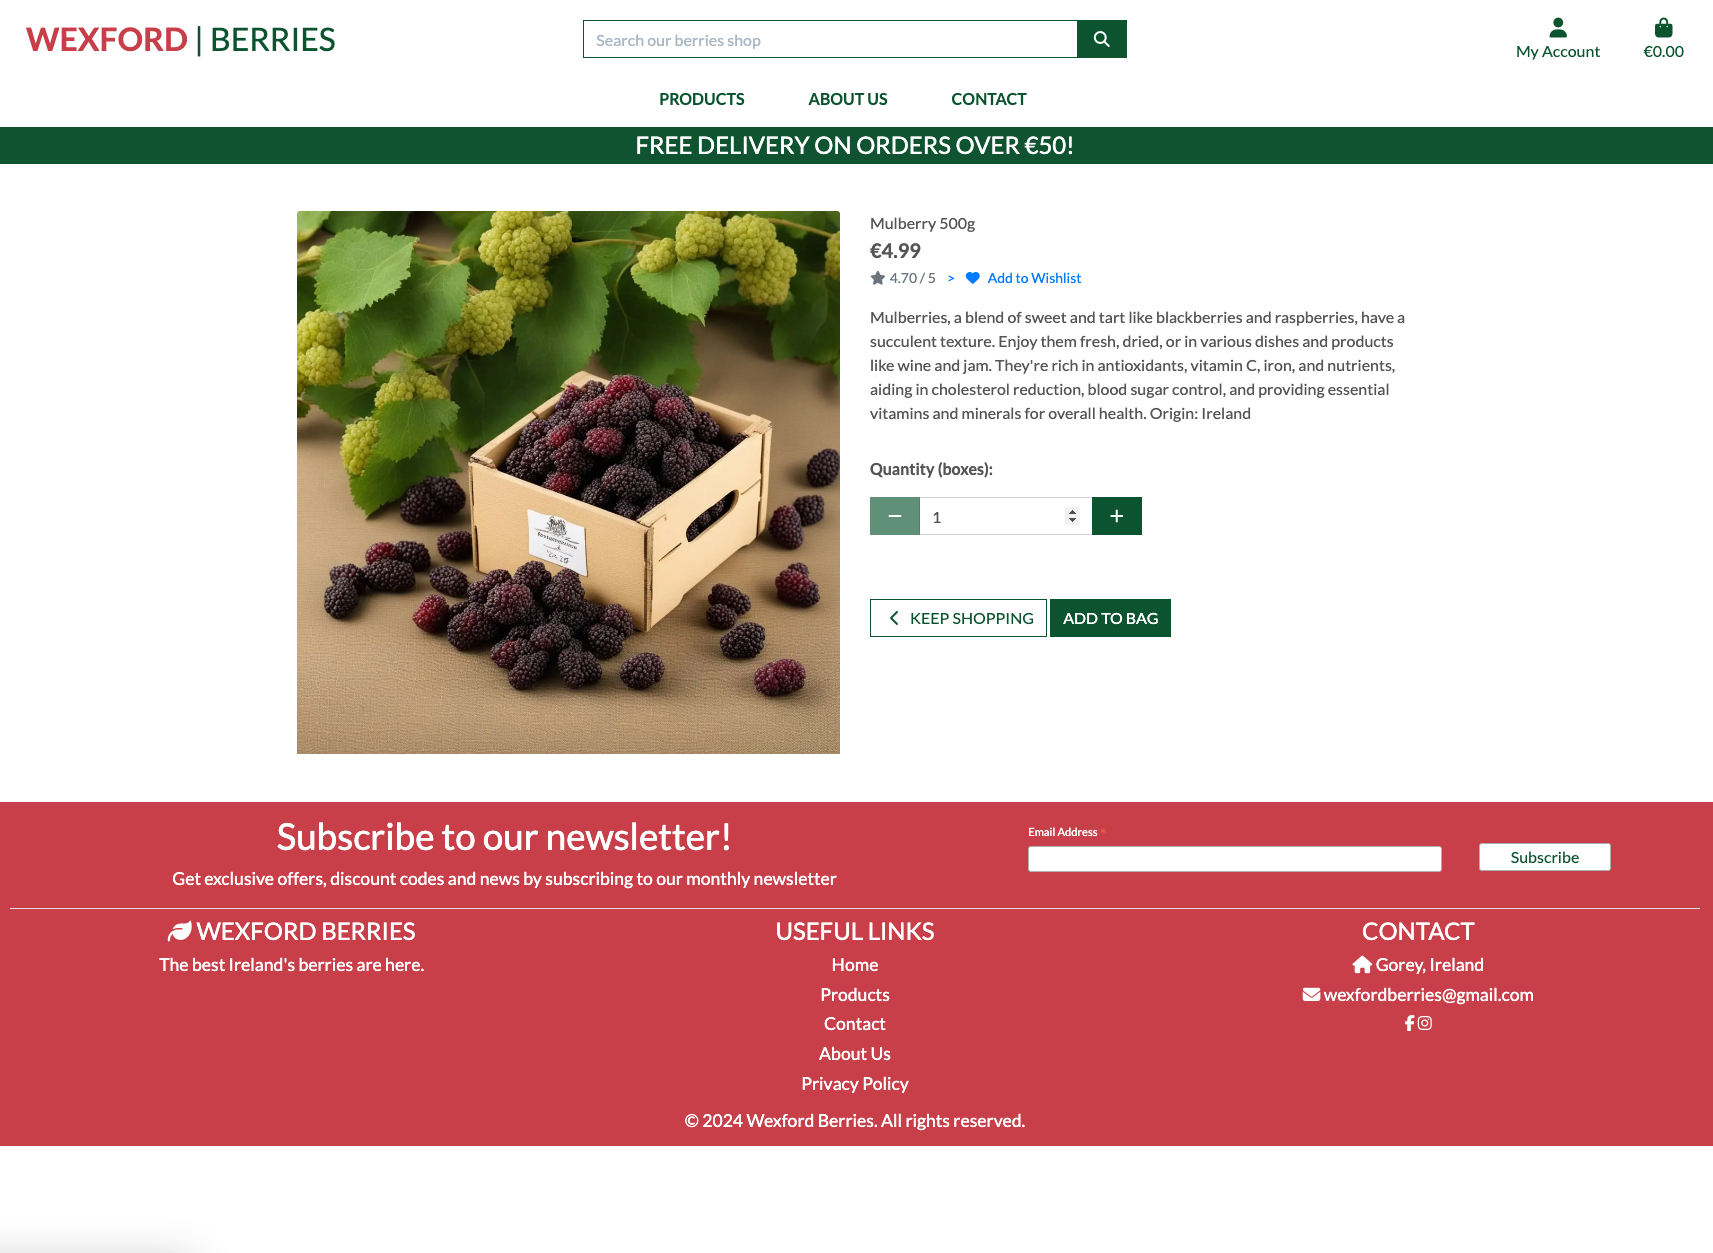 WEXFORD | BERRIES
Search our berries shop
My Account
€0.00
PRODUCTS
ABOUT US
CONTACT
FREE DELIVERY ON ORDERS OVER €50!
Mulberry 500g
€4.99
4.70 / 5 > Add to Wishlist
Mulberries, a blend of sweet and tart like blackberries and raspberries, have a
succulent texture. Enjoy them fresh, dried, or in various dishes and products
like wine and jam. They're rich in antioxidants, vitamin C, iron, and nutrients,
aiding in cholesterol reduction, blood sugar control, and providing essential
vitamins and minerals for overall health. Origin: Ireland
Quantity (boxes):
1
KEEP SHOPPING
ADD TO BAG
Subscribe to our newsletter!
Get exclusive offers, discount codes and news by subscribing to our monthly newsletter
Email Address *
Subscribe
WEXFORD BERRIES
The best Ireland's berries are here.
USEFUL LINKS
Home
Products
Contact
About Us
Privacy Policy
CONTACT
Gorey, Ireland
wexfordberries@gmail.com
© 2024 Wexford Berries. All rights reserved.